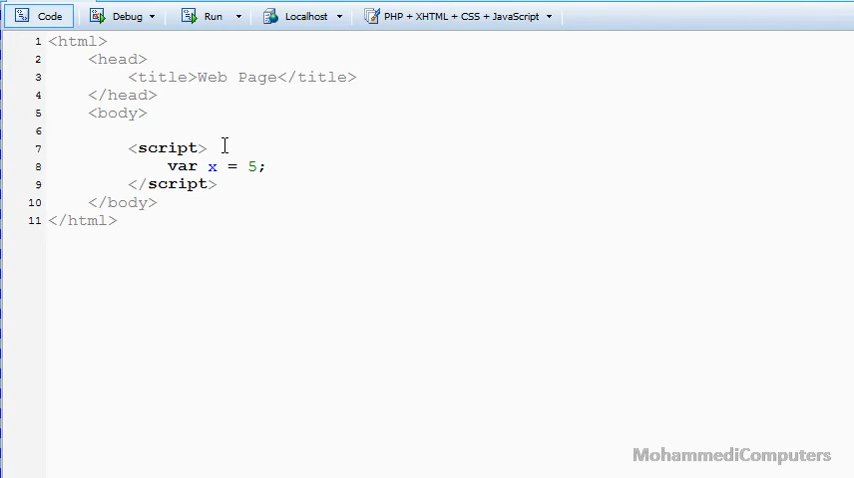 Code Debug Run Localhost PHP + XHTML + CSS + JavaScript
1 <html>
2 <head>
3 <title>Web Page</title>
4 </head>
5 <body>
6
7 <script>
8 var x = 5;
9 </script>
10 </body>
11 </html>
MohammediComputers